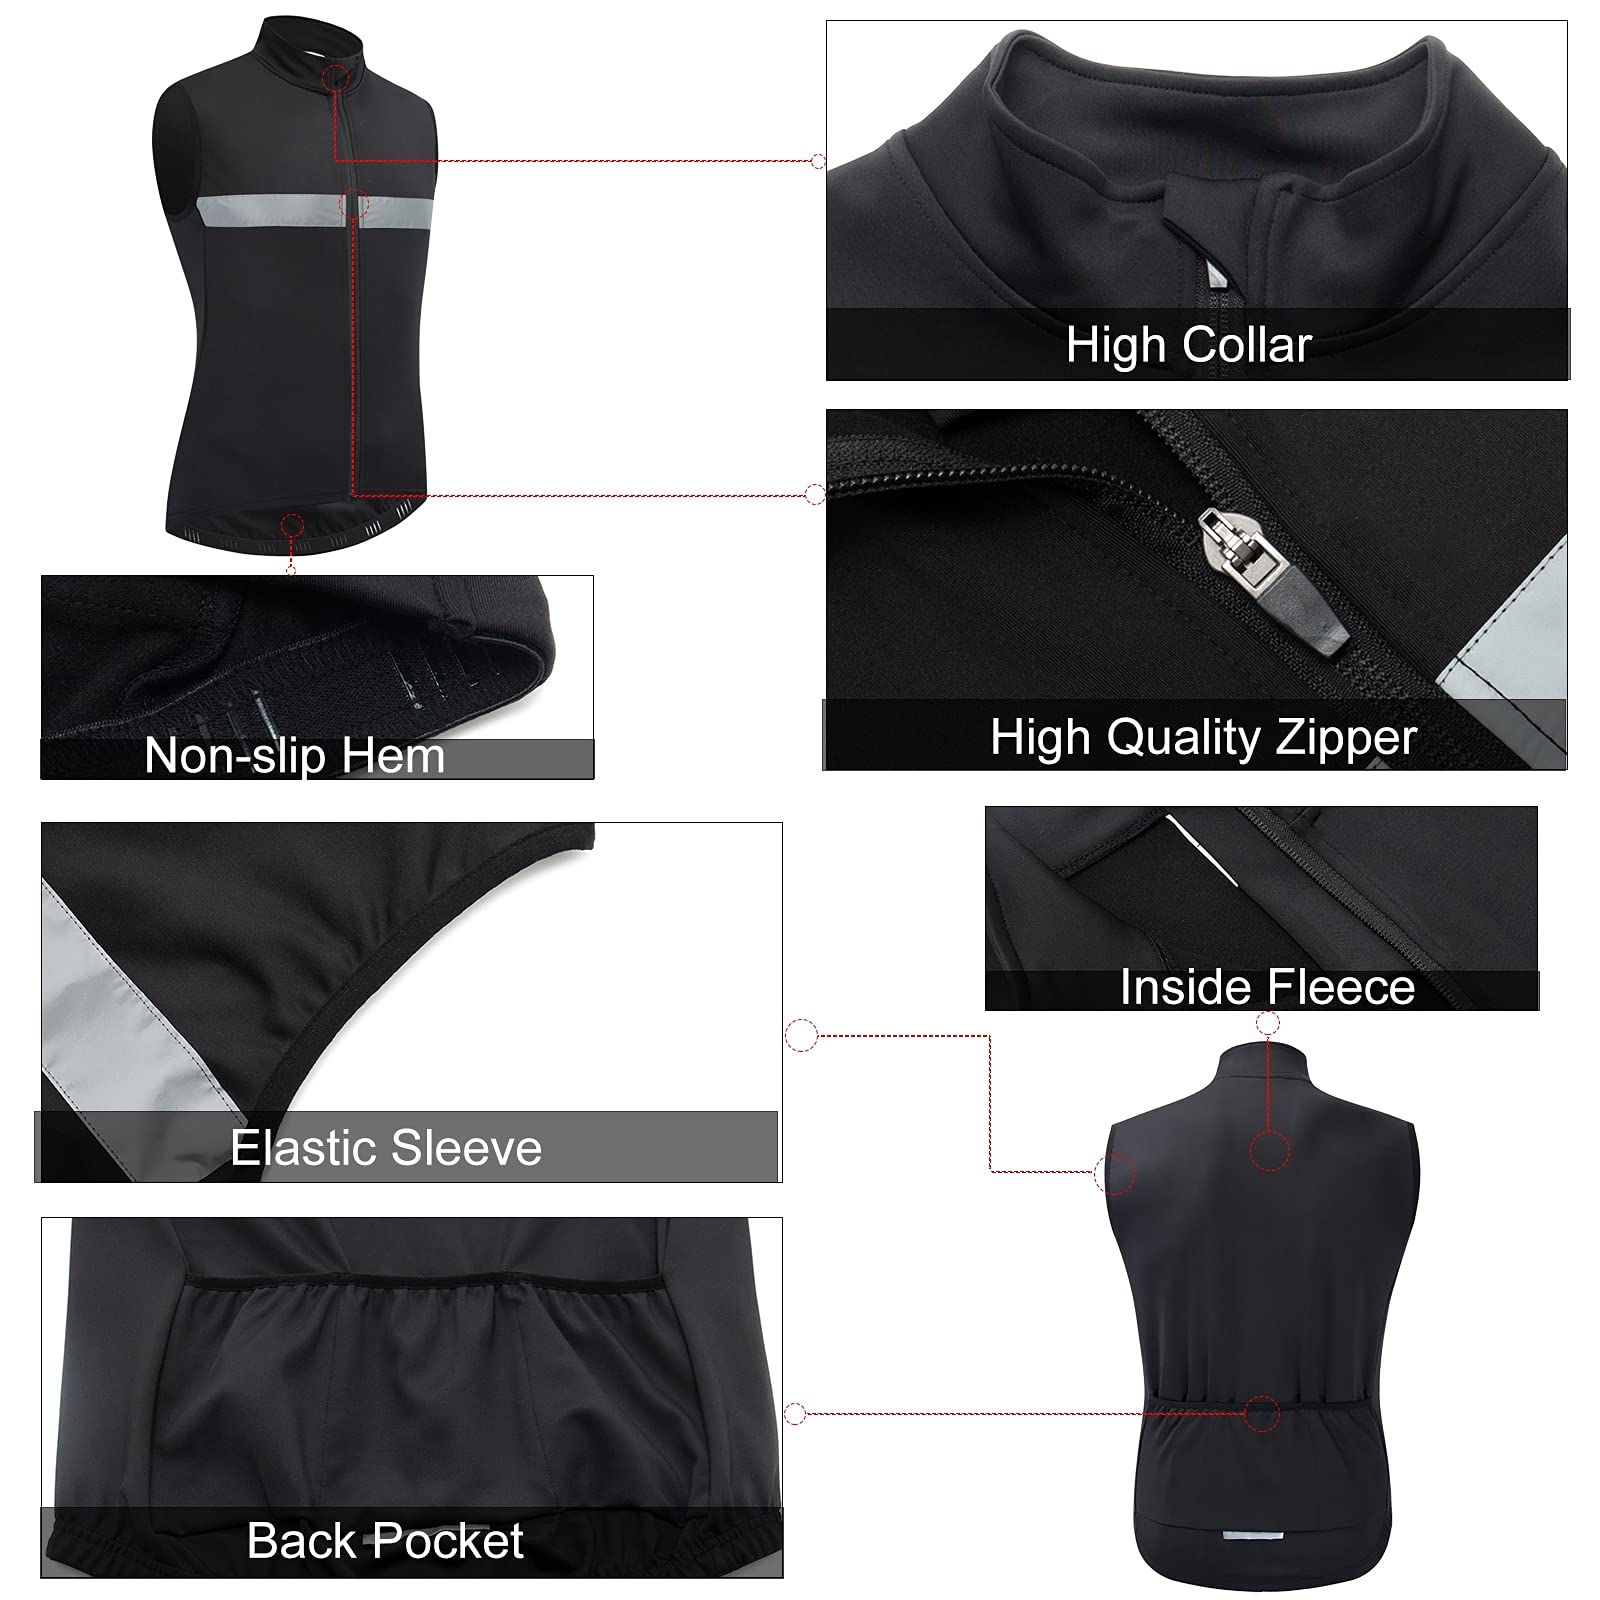 High Collar
High Quality Zipper
Non-slip Hem
Inside Fleece
Elastic Sleeve
Back Pocket